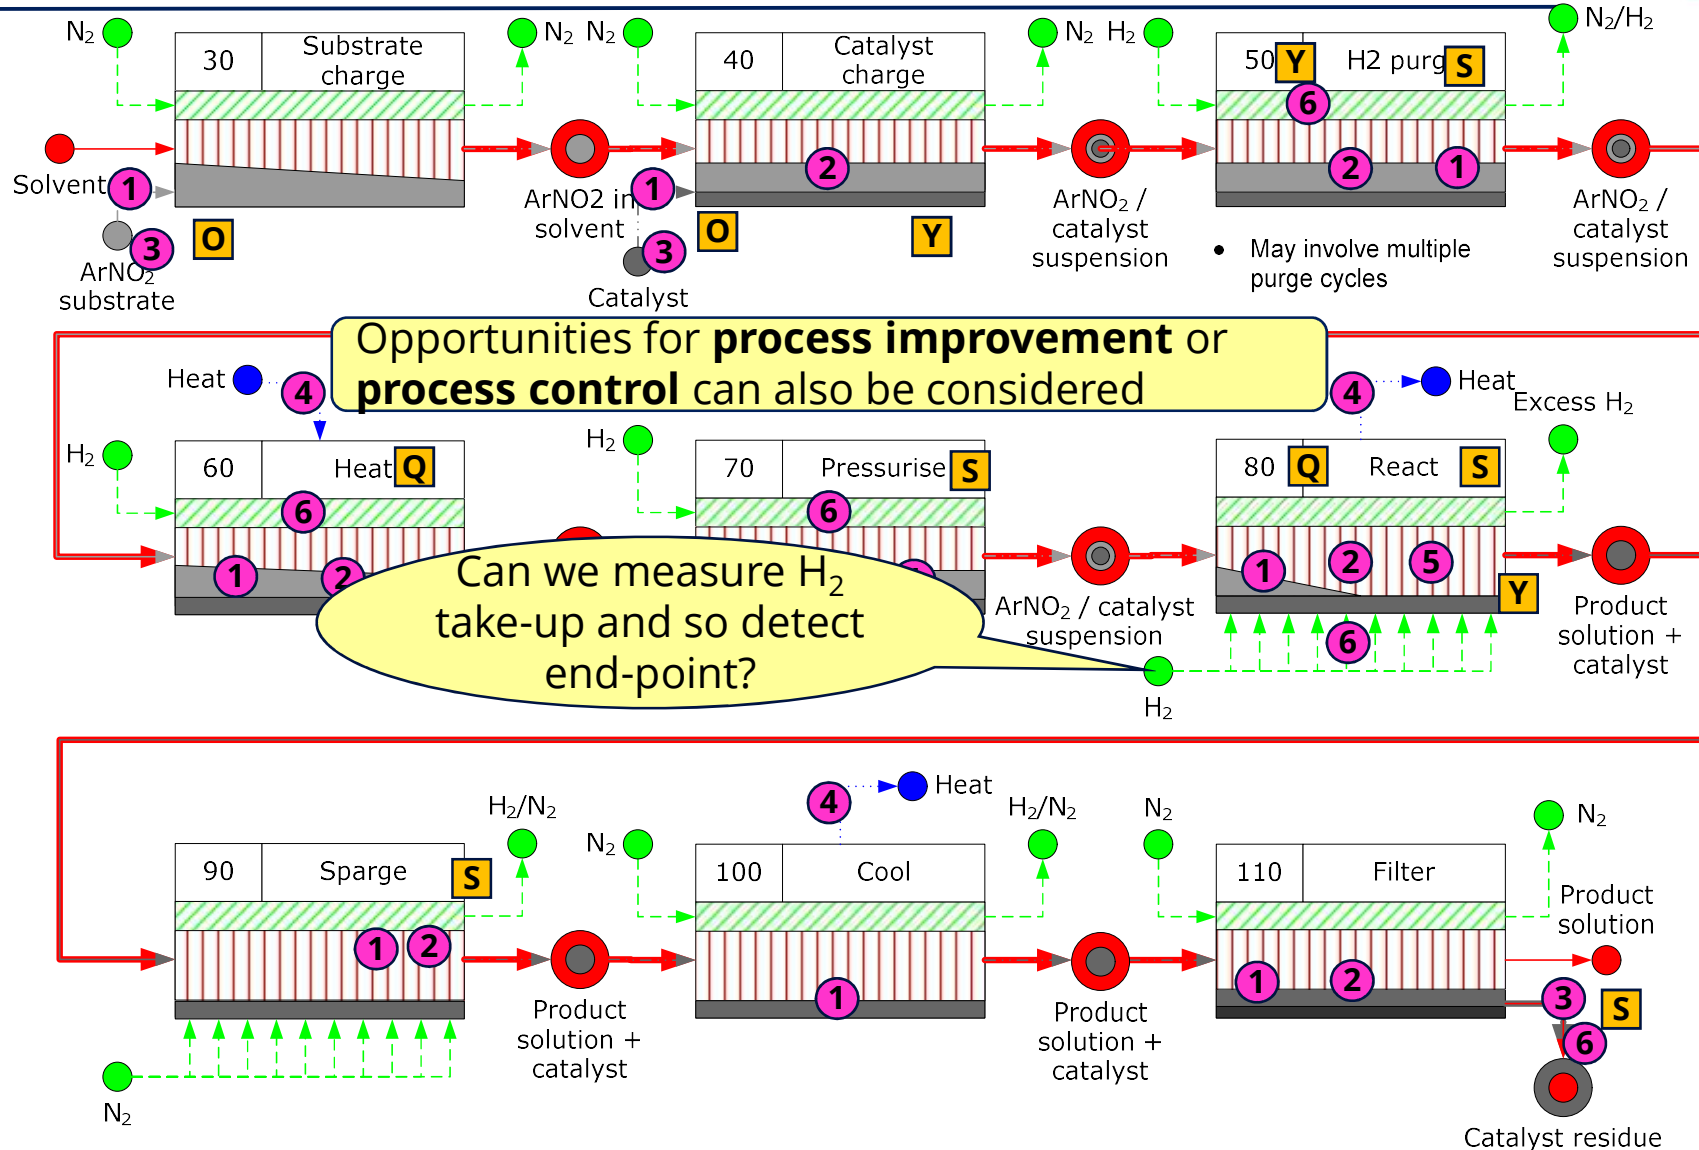 N₂
30
Substrate
charge
N₂
N₂
40
Catalyst
charge
N₂
H₂
50
Y
H2 purg
S
N₂/H₂
6
Solvent
1
3
O
ArNO₂
substrate
ArNO2 in
solvent
1
3
O
2
Y
Catalyst
ArNO₂ /
catalyst
suspension
2
1
• May involve multiple
purge cycles
ArNO₂ /
catalyst
suspension
Opportunities for process improvement or
process control can also be considered
Heat
4
4
Heat
Excess H₂
H₂
60
Heat
Q
6
1
2
H₂
70
Pressurise
S
6
80
Q
React
S
1
2
5
Y
6
Can we measure H₂
take-up and so detect
end-point?
ArNO₂ / catalyst
suspension
H₂
Product
solution +
catalyst
90
Sparge
S
H₂/N₂
1
2
N₂
Product
solution +
catalyst
N₂
100
Cool
4
Heat
H₂/N₂
1
Product
solution +
catalyst
N₂
110
Filter
N₂
1
2
Product
solution
3
S
6
Catalyst residue